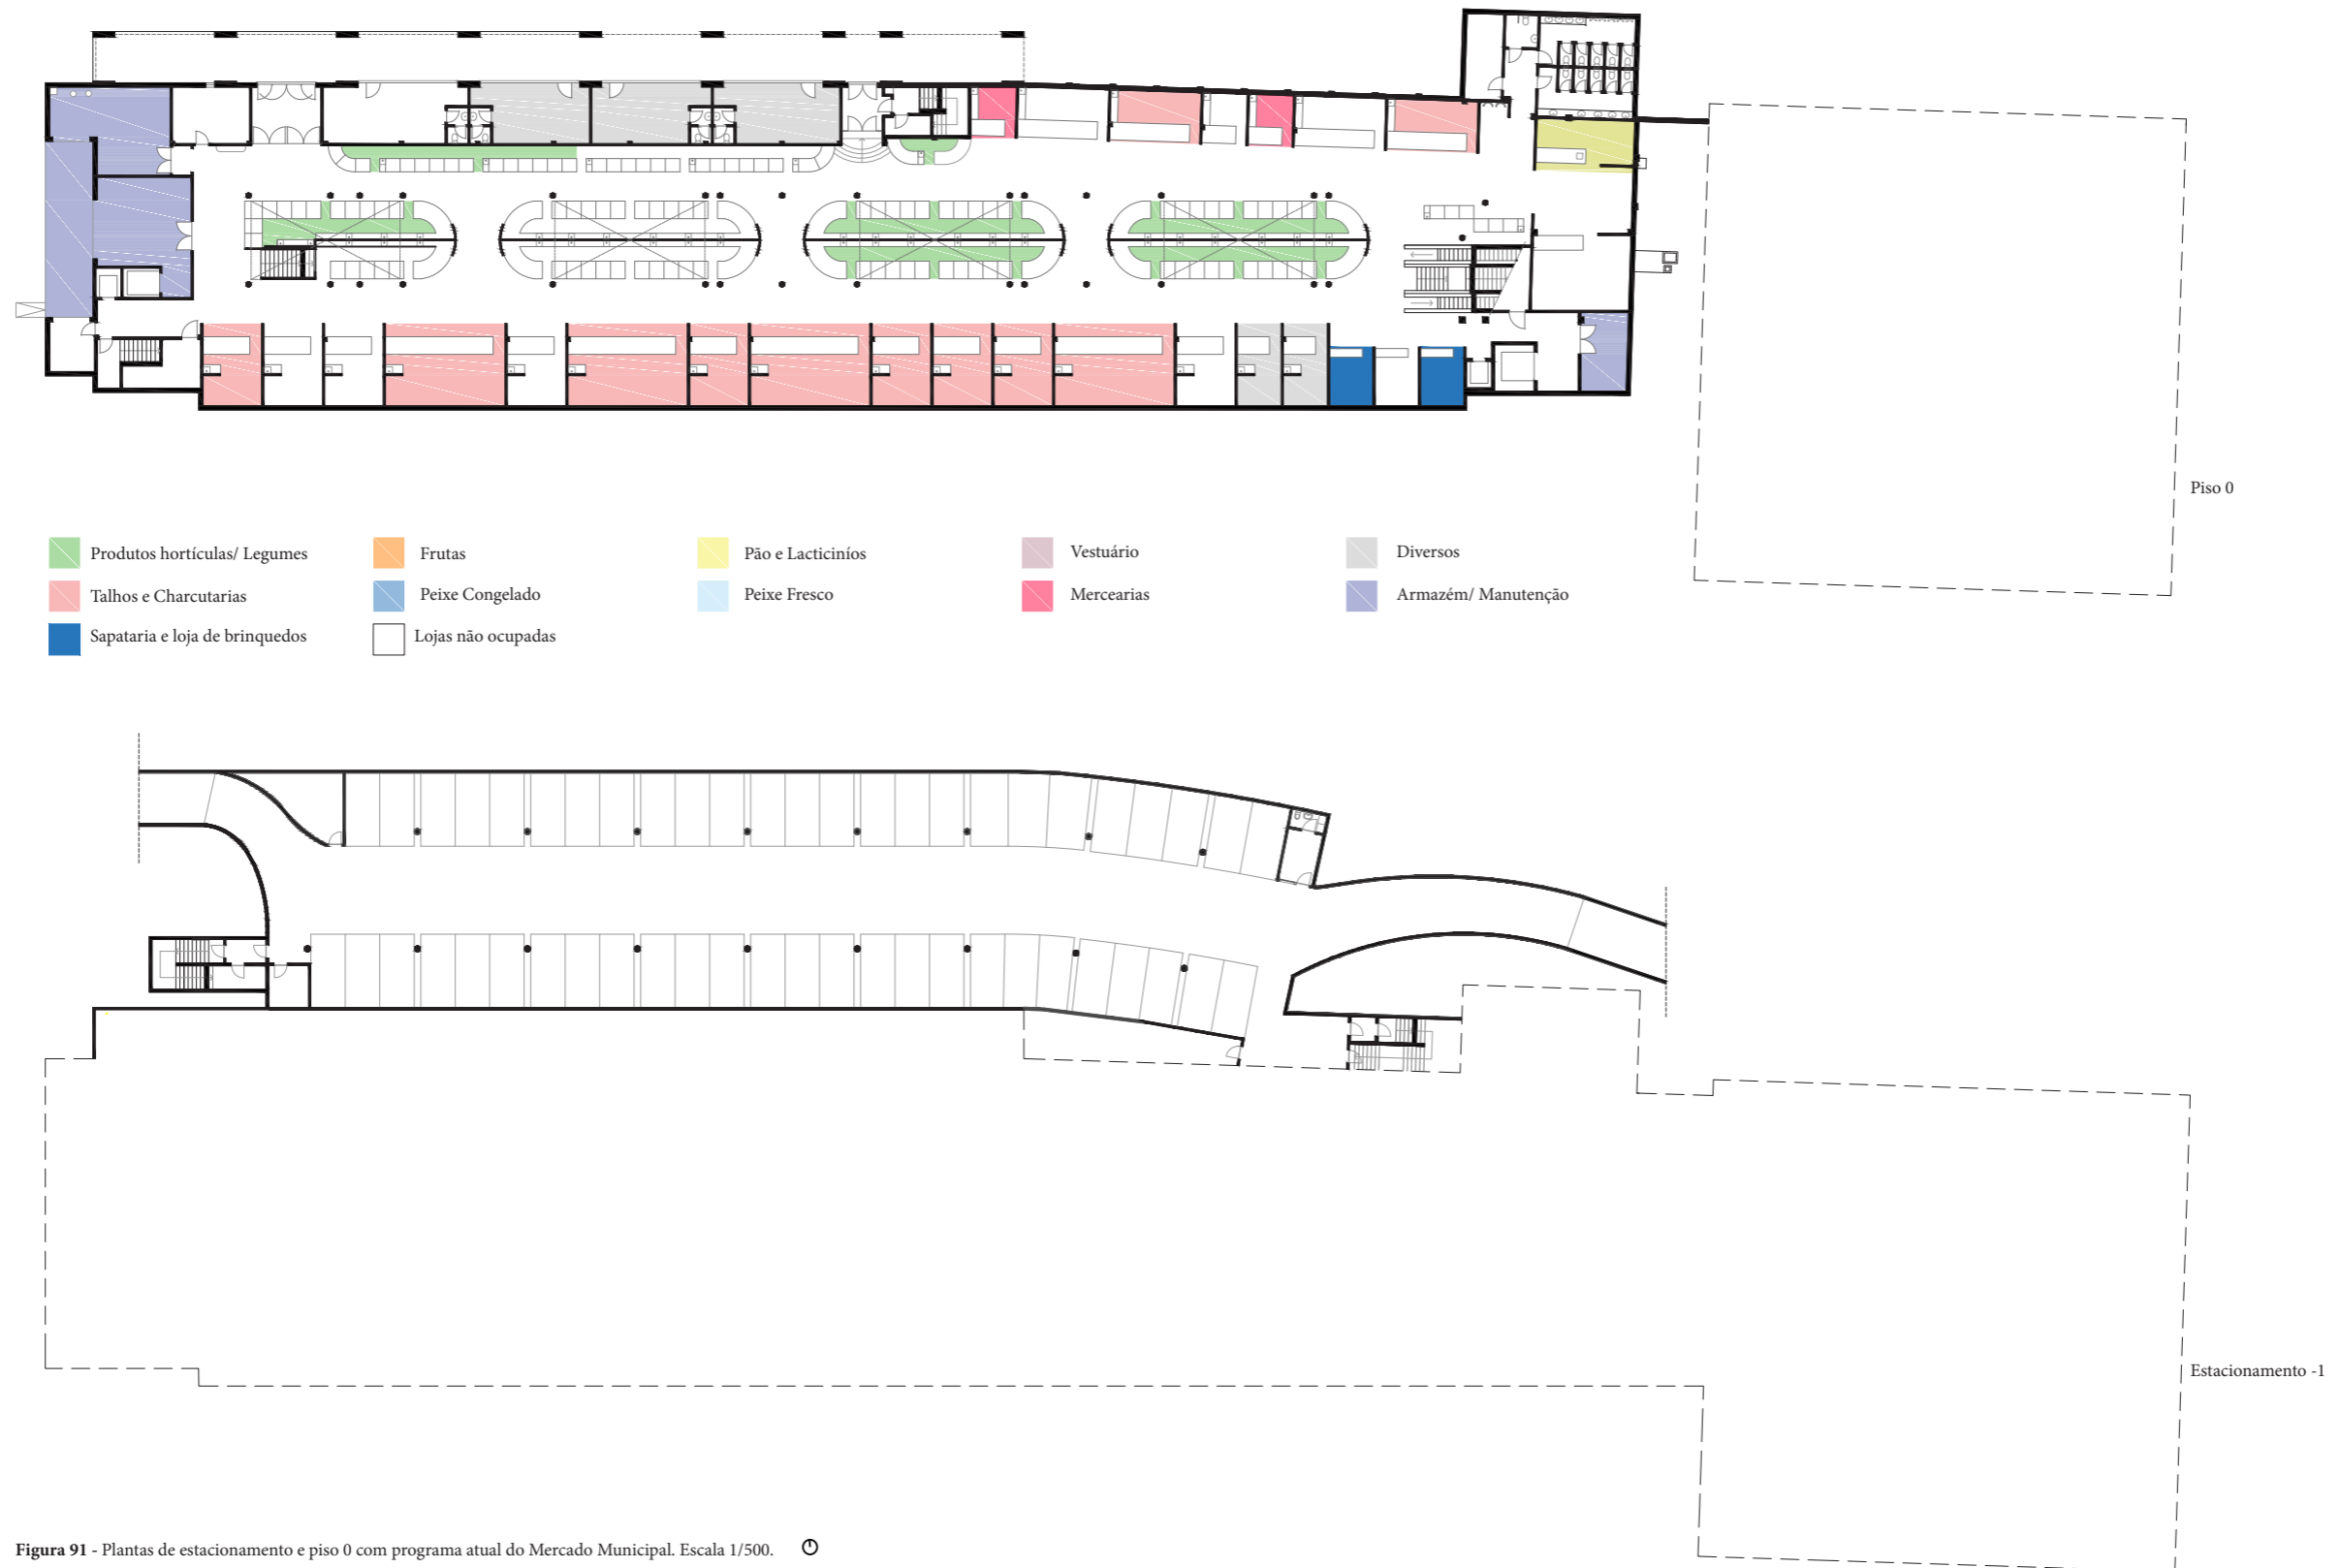 Piso 0
Produtos hortículas/ Legumes
Frutas
Pão e Lacticiníos
Vestuário
Diversos
Talhos e Charcutarias
Peixe Congelado
Peixe Fresco
Mercearias
Armazém/ Manutenção
Sapataria e loja de brinquedos
Lojas não ocupadas
Estacionamento -1
Figura 91 - Plantas de estacionamento e piso 0 com programa atual do Mercado Municipal. Escala 1/500.